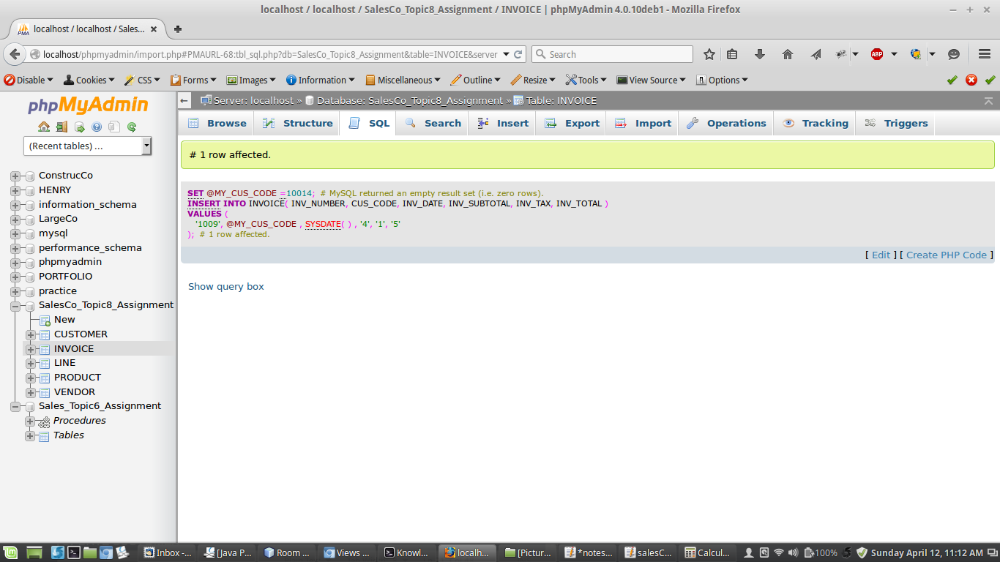 localhost / localhost / SalesCo_Topic8_Assignment / INVOICE | phpMyAdmin 4.0.10deb1 - Mozilla Firefox
localhost / localhost / Sales...
localhost/phpmyadmin/import.php#PMAURL-68:tbl_sql.php?db=SalesCo_Topic8_Assignment&table=INVOICE&server
Search
ABP
Disable
Cookies
CSS
Forms
Images
Information
Miscellaneous
Outline
Resize
Tools
View Source
Options
phpMyAdmin
(Recent tables) ...
ConstrucCo
HENRY
information_schema
LargeCo
mysql
performance_schema
phpmyadmin
PORTFOLIO
practice
SalesCo_Topic8_Assignment
New
CUSTOMER
INVOICE
LINE
PRODUCT
VENDOR
Sales_Topic6_Assignment
Procedures
Tables
Server: localhost » Database: SalesCo_Topic8_Assignment » Table: INVOICE
Browse
Structure
SQL
Search
Insert
Export
Import
Operations
Tracking
Triggers
# 1 row affected.
SET @MY_CUS_CODE =10014; # MySQL returned an empty result set (i.e. zero rows).
INSERT INTO INVOICE( INV_NUMBER, CUS_CODE, INV_DATE, INV_SUBTOTAL, INV_TAX, INV_TOTAL )
VALUES (
'1009', @MY_CUS_CODE , SYSDATE( ) , '4', '1', '5'
); # 1 row affected.
[ Edit ] [ Create PHP Code ]
Show query box
Inbox -...
[Java P...
Room ...
Views ...
Knowl...
localh...
[Pictur...
*notes...
salesC...
Calcul...
100%
Sunday April 12, 11:12 AM